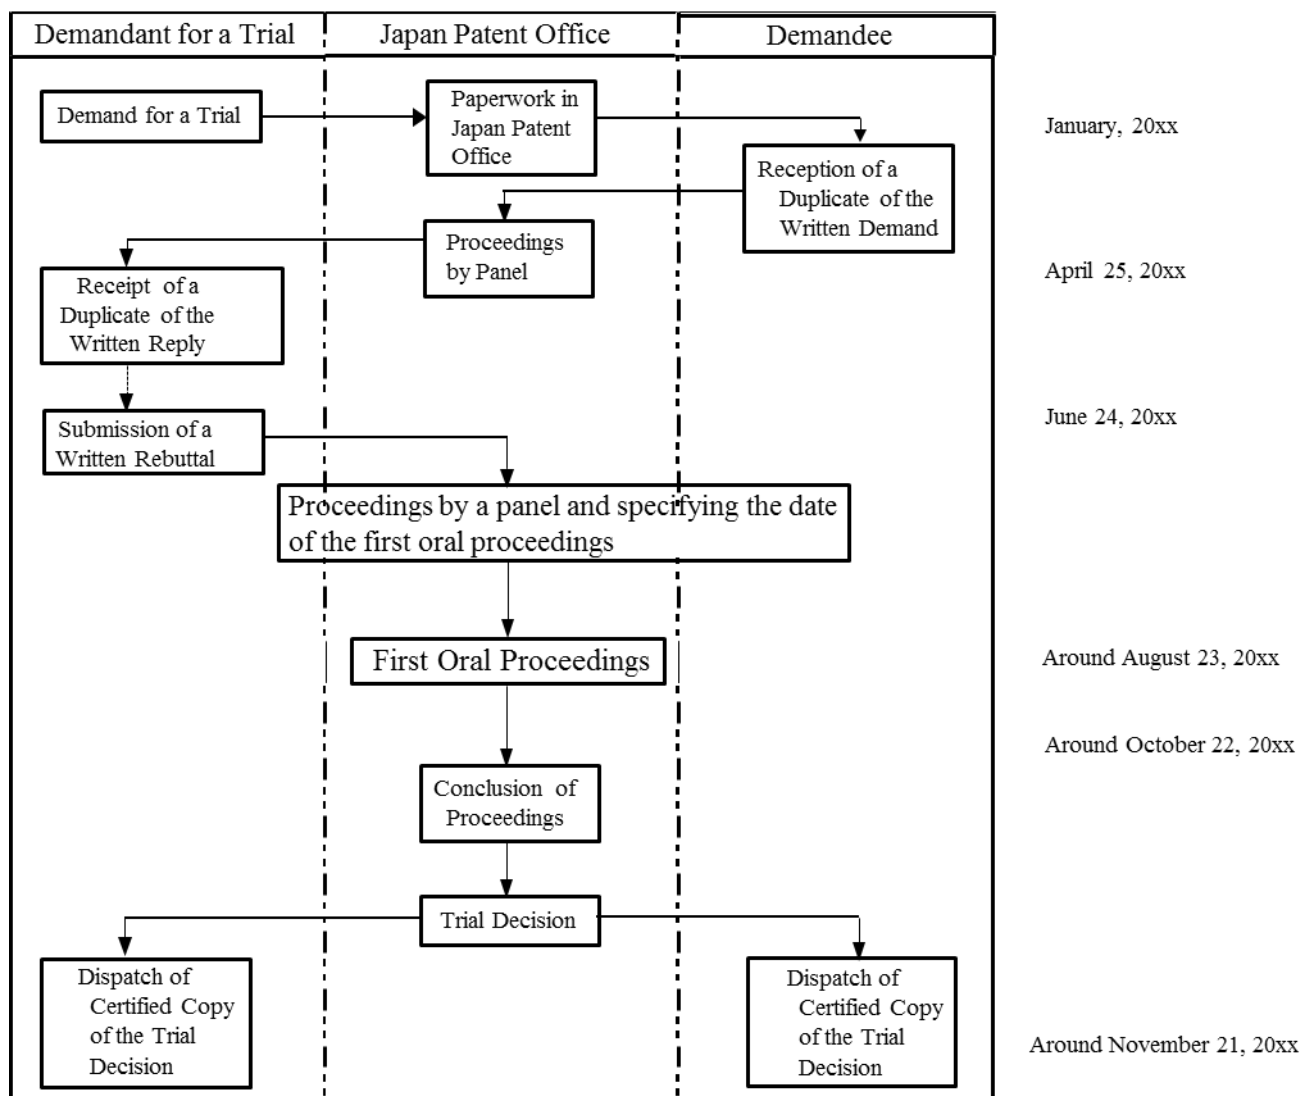 Demandant for a Trial
Japan Patent Office
Demandee
Demand for a Trial
Paperwork in
Japan Patent
Office
January, 20xx
Reception of a
Duplicate of the
Written Demand
Proceedings
by Panel
April 25, 20xx
Receipt of a
Duplicate of the
Written Reply
Submission of a
Written Rebuttal
June 24, 20xx
Proceedings by a panel and specifying the date
of the first oral proceedings
First Oral Proceedings
Around August 23, 20xx
Around October 22, 20xx
Conclusion of
Proceedings
Trial Decision
Dispatch of
Certified Copy
of the Trial
Decision
Dispatch of
Certified Copy
of the Trial
Decision
Around November 21, 20xx